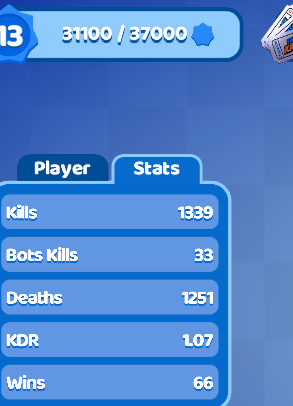 13 31100 / 37000
Player Stats
Kills 1339
Bots Kills 33
Deaths 1251
KDR 1.07
Wins 66